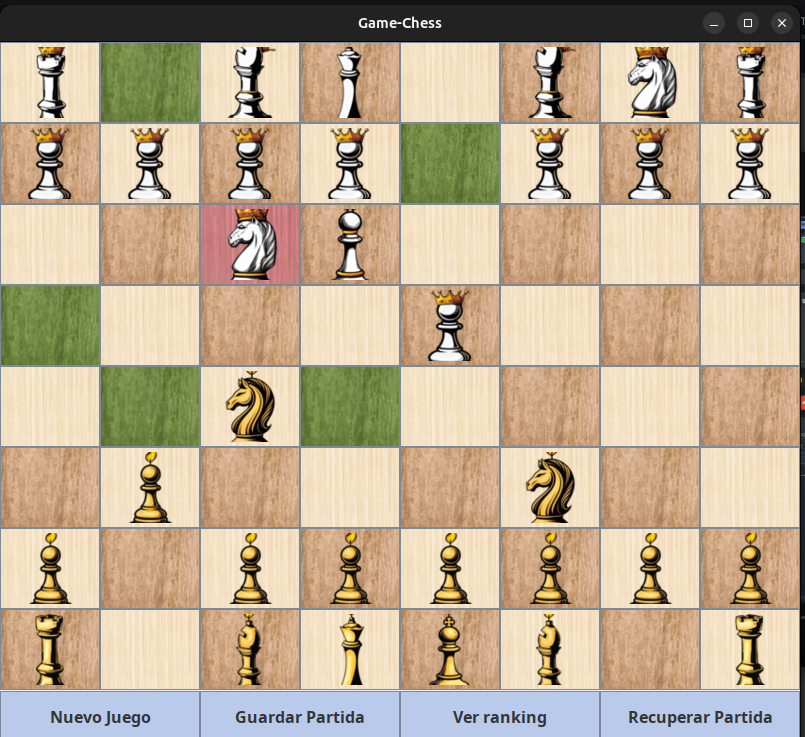 Game-Chess
Nuevo Juego
Guardar Partida
Ver ranking
Recuperar Partida